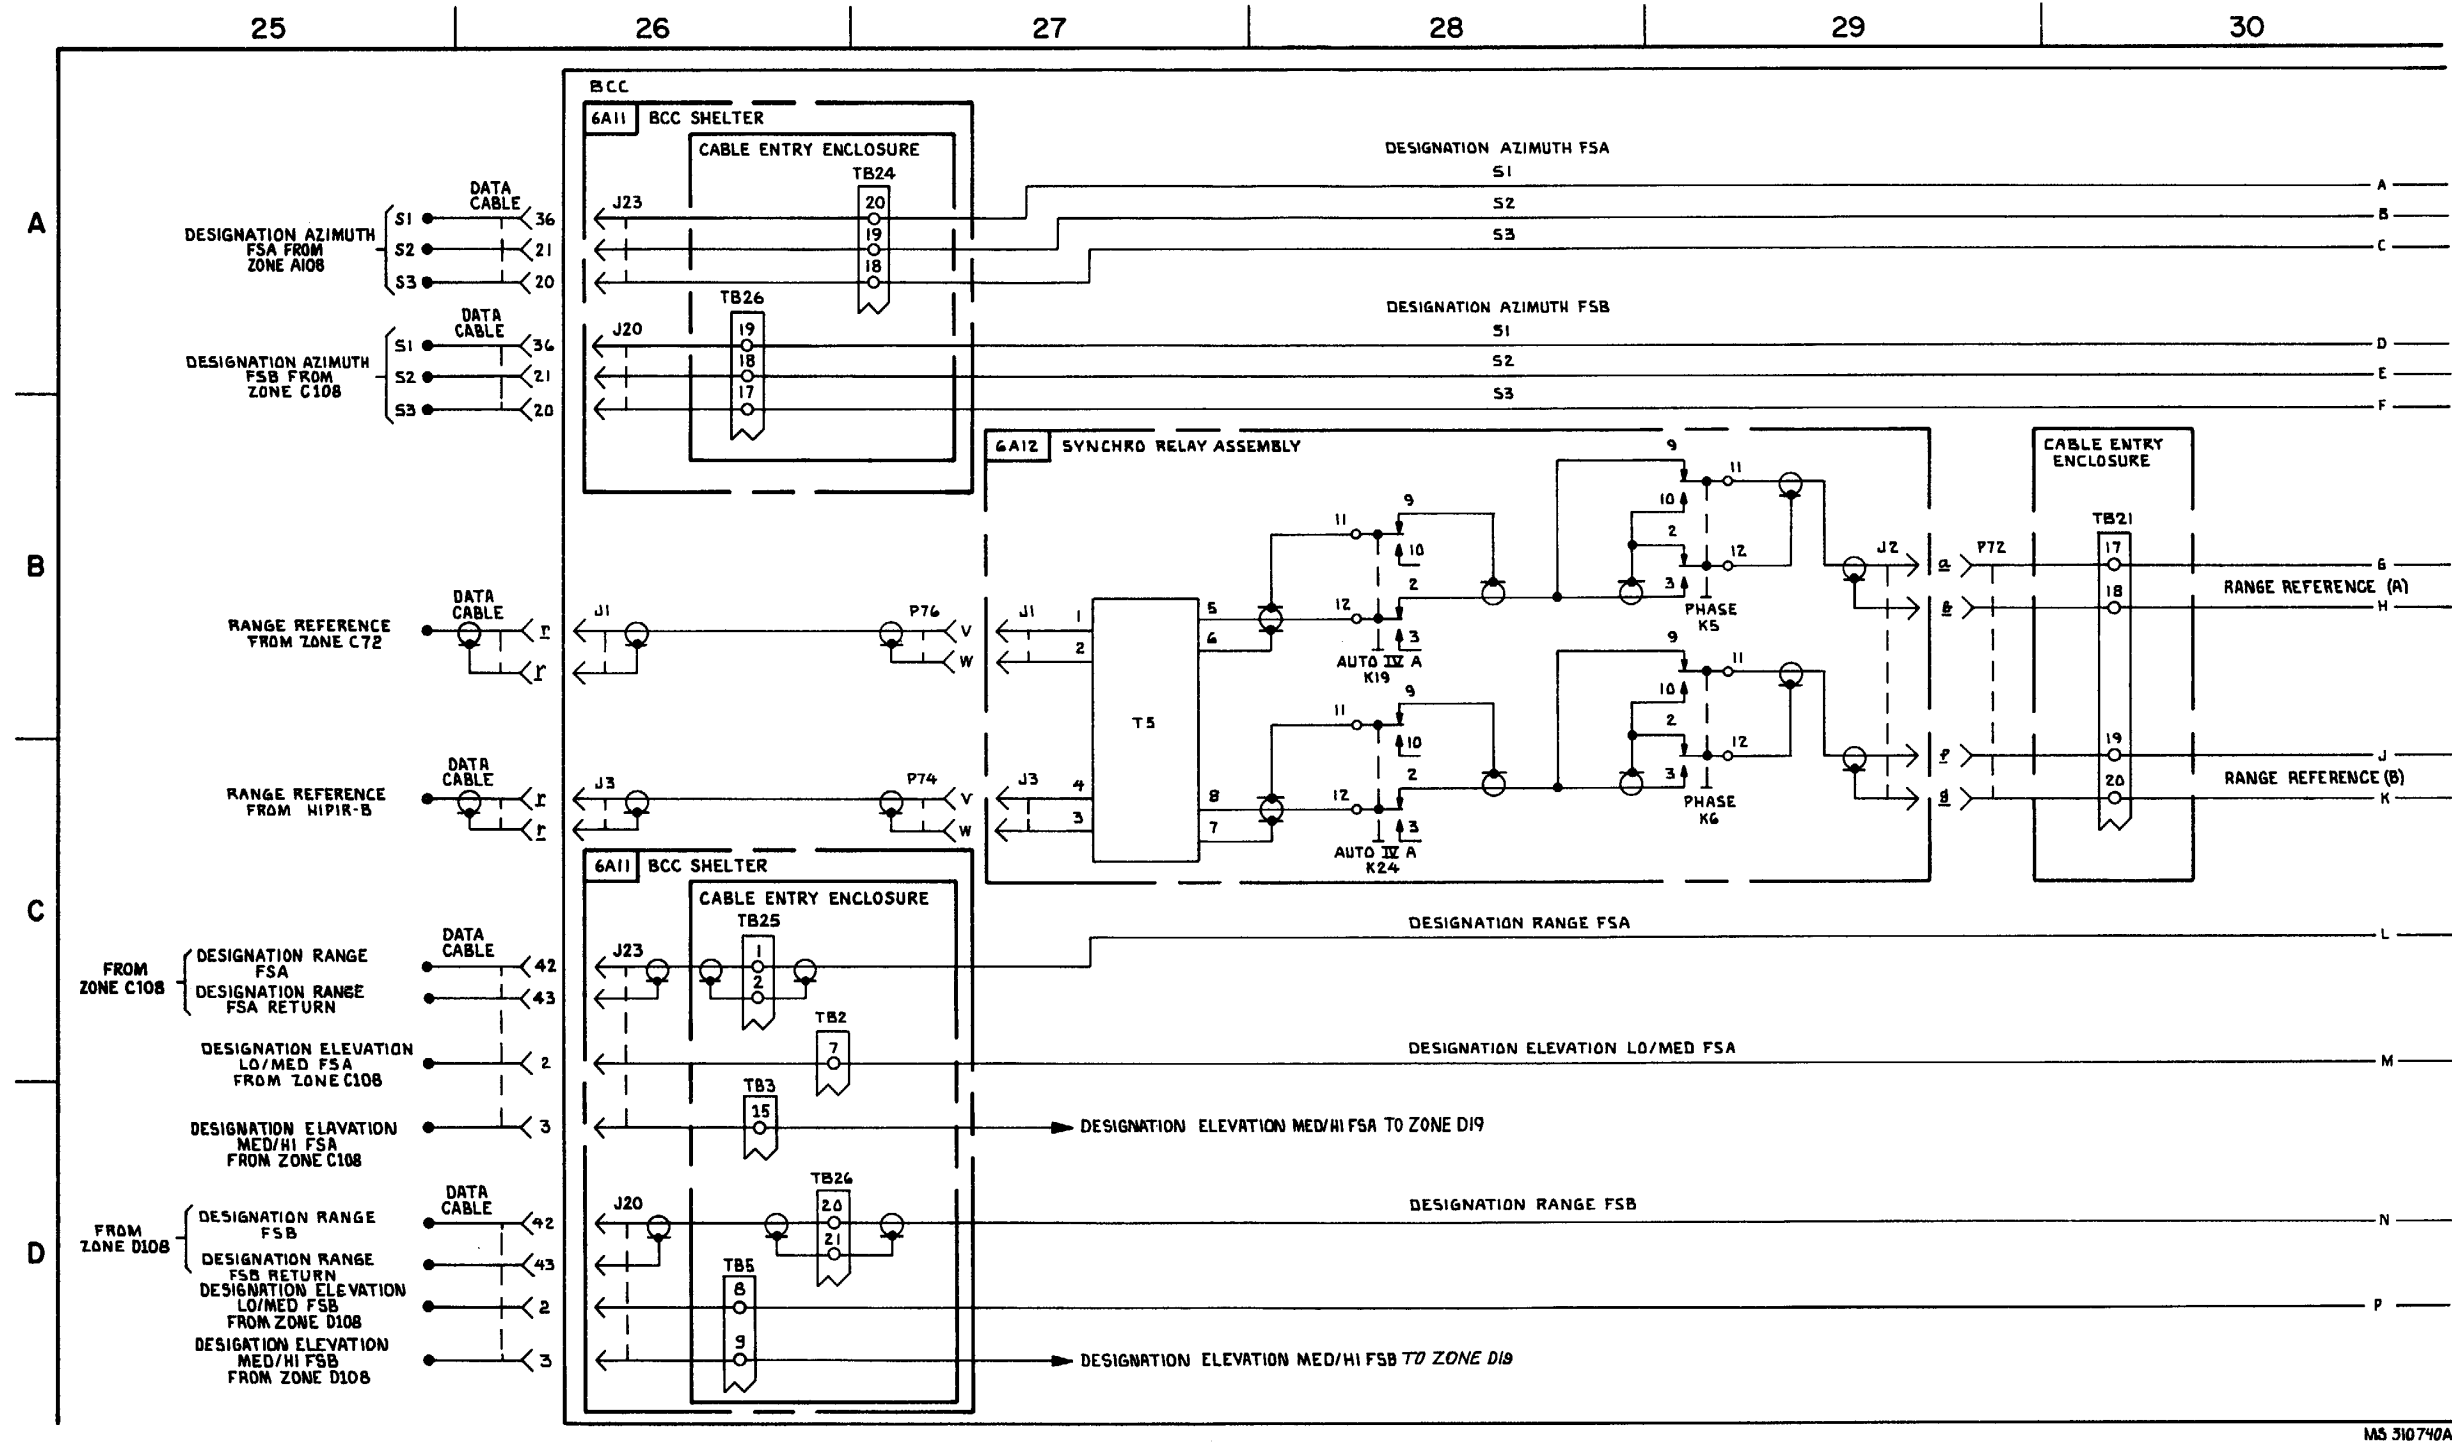 25 26 27 28 29 30
A
B
C
D
BCC
6A11 BCC SHELTER
CABLE ENTRY ENCLOSURE
TB24
20
19
18
J23
DATA
CABLE
S1 36
S2 21
S3 20
DESIGNATION AZIMUTH
FSA FROM
ZONE A108
DESIGNATION AZIMUTH FSA
S1 A
S2 B
S3 C
TB26
19
18
17
J20
DATA
CABLE
S1 36
S2 21
S3 20
DESIGNATION AZIMUTH
FSB FROM
ZONE C108
DESIGNATION AZIMUTH FSB
S1 D
S2 E
S3 F
6A12 SYNCHRO RELAY ASSEMBLY
CABLE ENTRY
ENCLOSURE
TB21
17
18
19
20
DATA
CABLE
RANGE REFERENCE
FROM ZONE C72
r
r
J1
P76
V
W
J1
1
2
5
6
T5
11
9
10
12
2
3
AUTO IV A
K19
9
11
10
2
12
3
PHASE
K5
J2
a
P72
G
RANGE REFERENCE (A)
H
DATA
CABLE
RANGE REFERENCE
FROM HIPIR-B
r
r
J3
P74
V
W
J3
4
3
8
7
11
9
10
12
2
3
AUTO IV A
K24
9
11
10
2
12
3
PHASE
K6
f
g
J
RANGE REFERENCE (B)
K
6A11 BCC SHELTER
CABLE ENTRY ENCLOSURE
TB25
1
2
DATA
CABLE
FROM
ZONE C108
DESIGNATION RANGE
FSA
DESIGNATION RANGE
FSA RETURN
42
43
J23
DESIGNATION RANGE FSA
L
TB2
7
DESIGNATION ELEVATION
LO/MED FSA
FROM ZONE C108
2
DESIGNATION ELEVATION LO/MED FSA
M
TB3
15
DESIGNATION ELAVATION
MED/HI FSA
FROM ZONE C108
3
DESIGNATION ELEVATION MED/HI FSA TO ZONE D19
TB26
20
21
DATA
CABLE
FROM
ZONE D108
DESIGNATION RANGE
FSB
DESIGNATION RANGE
FSB RETURN
42
43
J20
DESIGNATION RANGE FSB
N
TB5
8
9
DESIGNATION ELEVATION
LO/MED FSB
FROM ZONE D108
2
P
DESIGATION ELEVATION
MED/HI FSB
FROM ZONE D108
3
DESIGNATION ELEVATION MED/HI FSB TO ZONE D19
MS 310740A